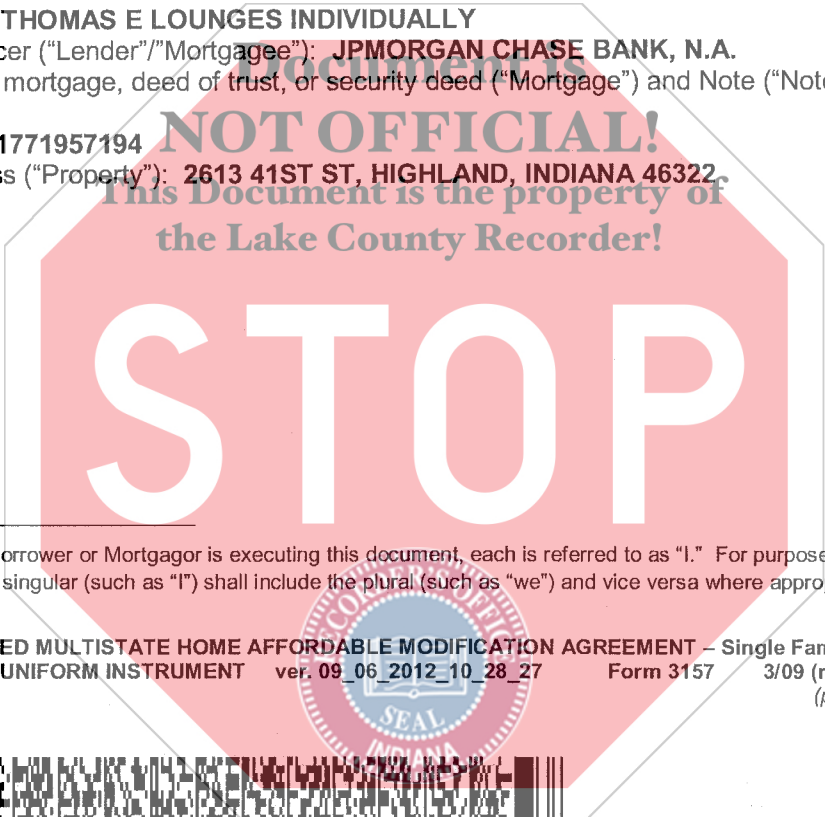 THOMAS E LOUNGES INDIVIDUALLY
cer ("Lender"/"Mortgagee"): JPMORGAN CHASE BANK, N.A.
Document is
mortgage, deed of trust, or security deed ("Mortgage") and Note ("Note
NOT OFFICIAL!
1771957194
s ("Property"): 2613 41ST ST, HIGHLAND, INDIANA 46322
This Document is the property of
the Lake County Recorder!
STOP
orrower or Mortgagor is executing this document, each is referred to as "I." For purpose
singular (such as "I") shall include the plural (such as "we") and vice versa where appro
RECORDER'S OFFICE
ED MULTISTATE HOME AFFORDABLE MODIFICATION AGREEMENT – Single Fam
UNIFORM INSTRUMENT ver. 09_06_2012_10_28_27 Form 3157 3/09 (r
SEAL
INDIANA